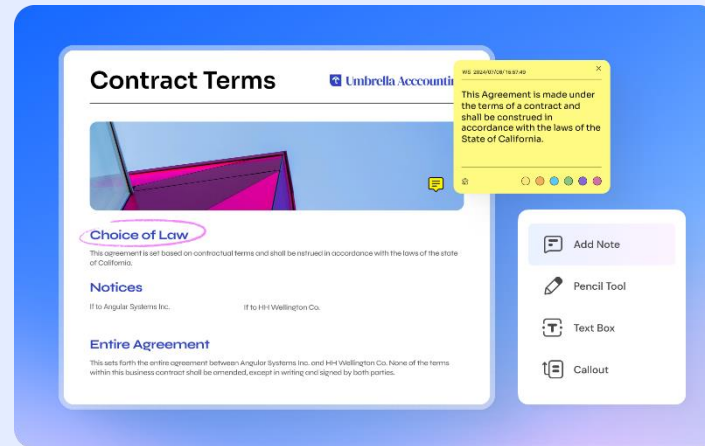 Contract Terms
Umbrella Acccountin
WS 2024/07/09/ 16:57:40
This Agreement is made under
the terms of a contract and
shall be construed in
accordance with the laws of the
State of California.
Choice of Law
This agreement is set based on contractual terms and shall be nstrued in accordance with the laws of the state
of California.
Notices
If to Angular Systems Inc.
If to HH Wellington Co.
Entire Agreement
This sets forth the entire agreement between Angular Systems Inc. and HH Wellington Co. None of the terms
within this business contract shall be amended, except in writing and signed by both parties.
Add Note
Pencil Tool
Text Box
Callout